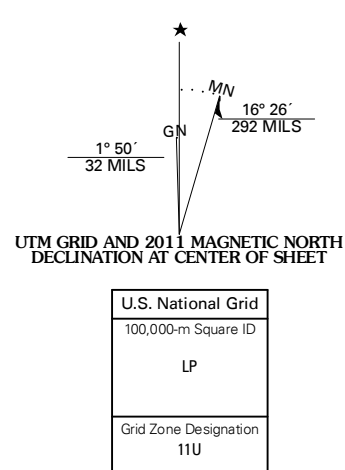 MN
16° 26´
292 MILS
GN
1° 50´
32 MILS
UTM GRID AND 2011 MAGNETIC NORTH
DECLINATION AT CENTER OF SHEET
U.S. National Grid
100,000-m Square ID
LP
Grid Zone Designation
11U